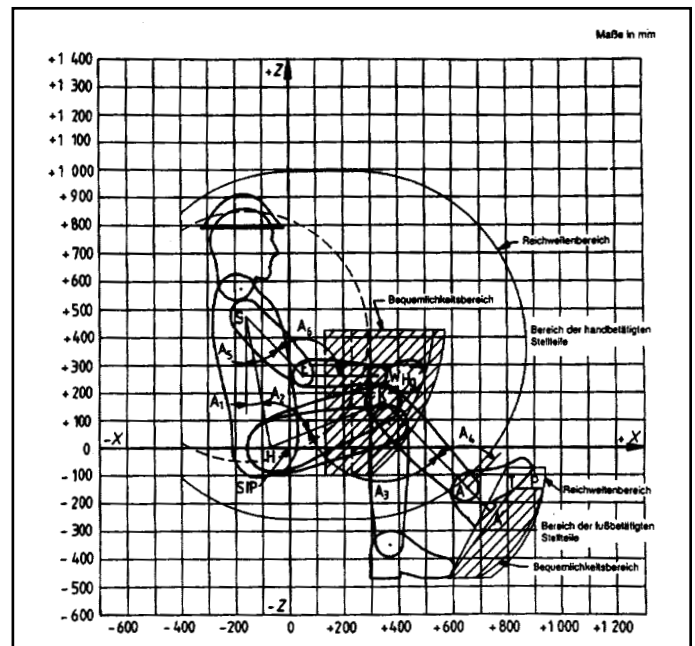 Maße in mm
+1 400
+1 300
+1 200
+1 100
+1 000
+ 900
+ 800
+700
+600
+500
+400
+ 300
+ 200
+100
0
- 100
- 200
- 300
- 400
- 500
- 600
+Z
-Z
-X
+ X
Reichweitenbereich
Bequemlichkeitsbereich
Bereich der handbetätigten
Stellteile
S
A6
A5
E
W
A1
A2
K
H
SIP
A4
A3
A
T
Reichweitenbereich
Bereich der fußbetätigten
Stellteile
Bequemlichkeitsbereich
- 600
- 400
- 200
0
+200
+400
+600
+800
+1 000
+1 200